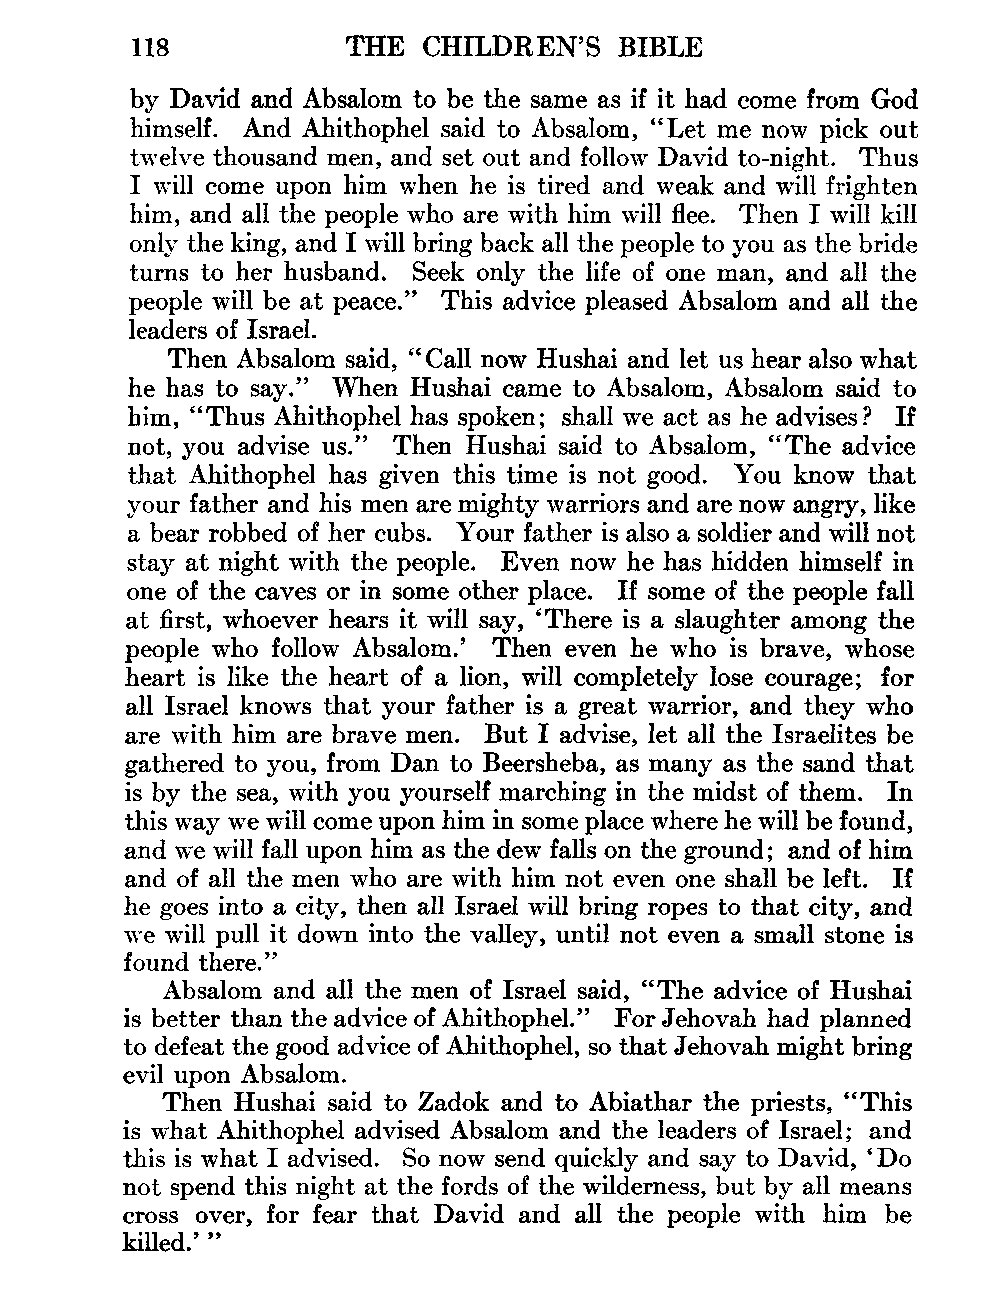 118 THE CHILDREN'S BIBLE
by David and Absalom to be the same as if it had come from God
himself. And Ahithophel said to Absalom, “Let me now pick out
twelve thousand men, and set out and follow David to-night. Thus
I will come upon him when he is tired and weak and will frighten
him, and all the people who are with him will flee. Then I will kill
only the king, and I will bring back all the people to you as the bride
turns to her husband. Seek only the life of one man, and all the
people will be at peace.” This advice pleased Absalom and all the
leaders of Israel.
Then Absalom said, “Call now Hushai and let us hear also what
he has to say.” When Hushai came to Absalom, Absalom said to
him, “Thus Ahithophel has spoken; shall we act as he advises? If
not, you advise us.” Then Hushai said to Absalom, “The advice
that Ahithophel has given this time is not good. You know that
your father and his men are mighty warriors and are now angry, like
a bear robbed of her cubs. Your father is also a soldier and will not
stay at night with the people. Even now he has hidden himself in
one of the caves or in some other place. If some of the people fall
at first, whoever hears it will say, ‘There is a slaughter among the
people who follow Absalom.’ Then even he who is brave, whose
heart is like the heart of a lion, will completely lose courage; for
all Israel knows that your father is a great warrior, and they who
are with him are brave men. But I advise, let all the Israelites be
gathered to you, from Dan to Beersheba, as many as the sand that
is by the sea, with you yourself marching in the midst of them. In
this way we will come upon him in some place where he will be found,
and we will fall upon him as the dew falls on the ground; and of him
and of all the men who are with him not even one shall be left. If
he goes into a city, then all Israel will bring ropes to that city, and
we will pull it down into the valley, until not even a small stone is
found there.”
Absalom and all the men of Israel said, “The advice of Hushai
is better than the advice of Ahithophel.” For Jehovah had planned
to defeat the good advice of Ahithophel, so that Jehovah might bring
evil upon Absalom.
Then Hushai said to Zadok and to Abiathar the priests, “This
is what Ahithophel advised Absalom and the leaders of Israel; and
this is what I advised. So now send quickly and say to David, ‘Do
not spend this night at the fords of the wilderness, but by all means
cross over, for fear that David and all the people with him be
killed.’”